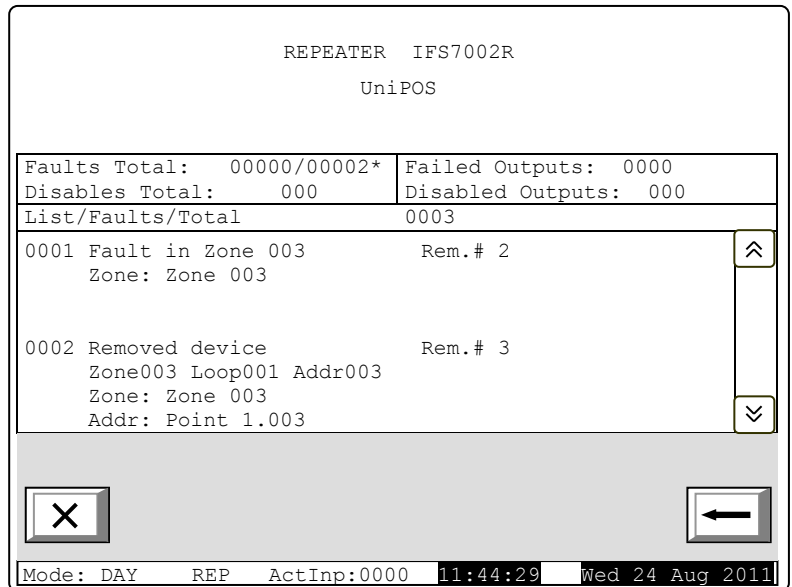 REPEATER IFS7002R
UniPOS
Faults Total: 00000/00002* Failed Outputs: 0000
Disables Total: 000 Disabled Outputs: 000
List/Faults/Total 0003
0001 Fault in Zone 003 Rem.# 2
Zone: Zone 003
0002 Removed device Rem.# 3
Zone003 Loop001 Addr003
Zone: Zone 003
Addr: Point 1.003
Mode: DAY REP ActInp:0000 11:44:29 Wed 24 Aug 2011